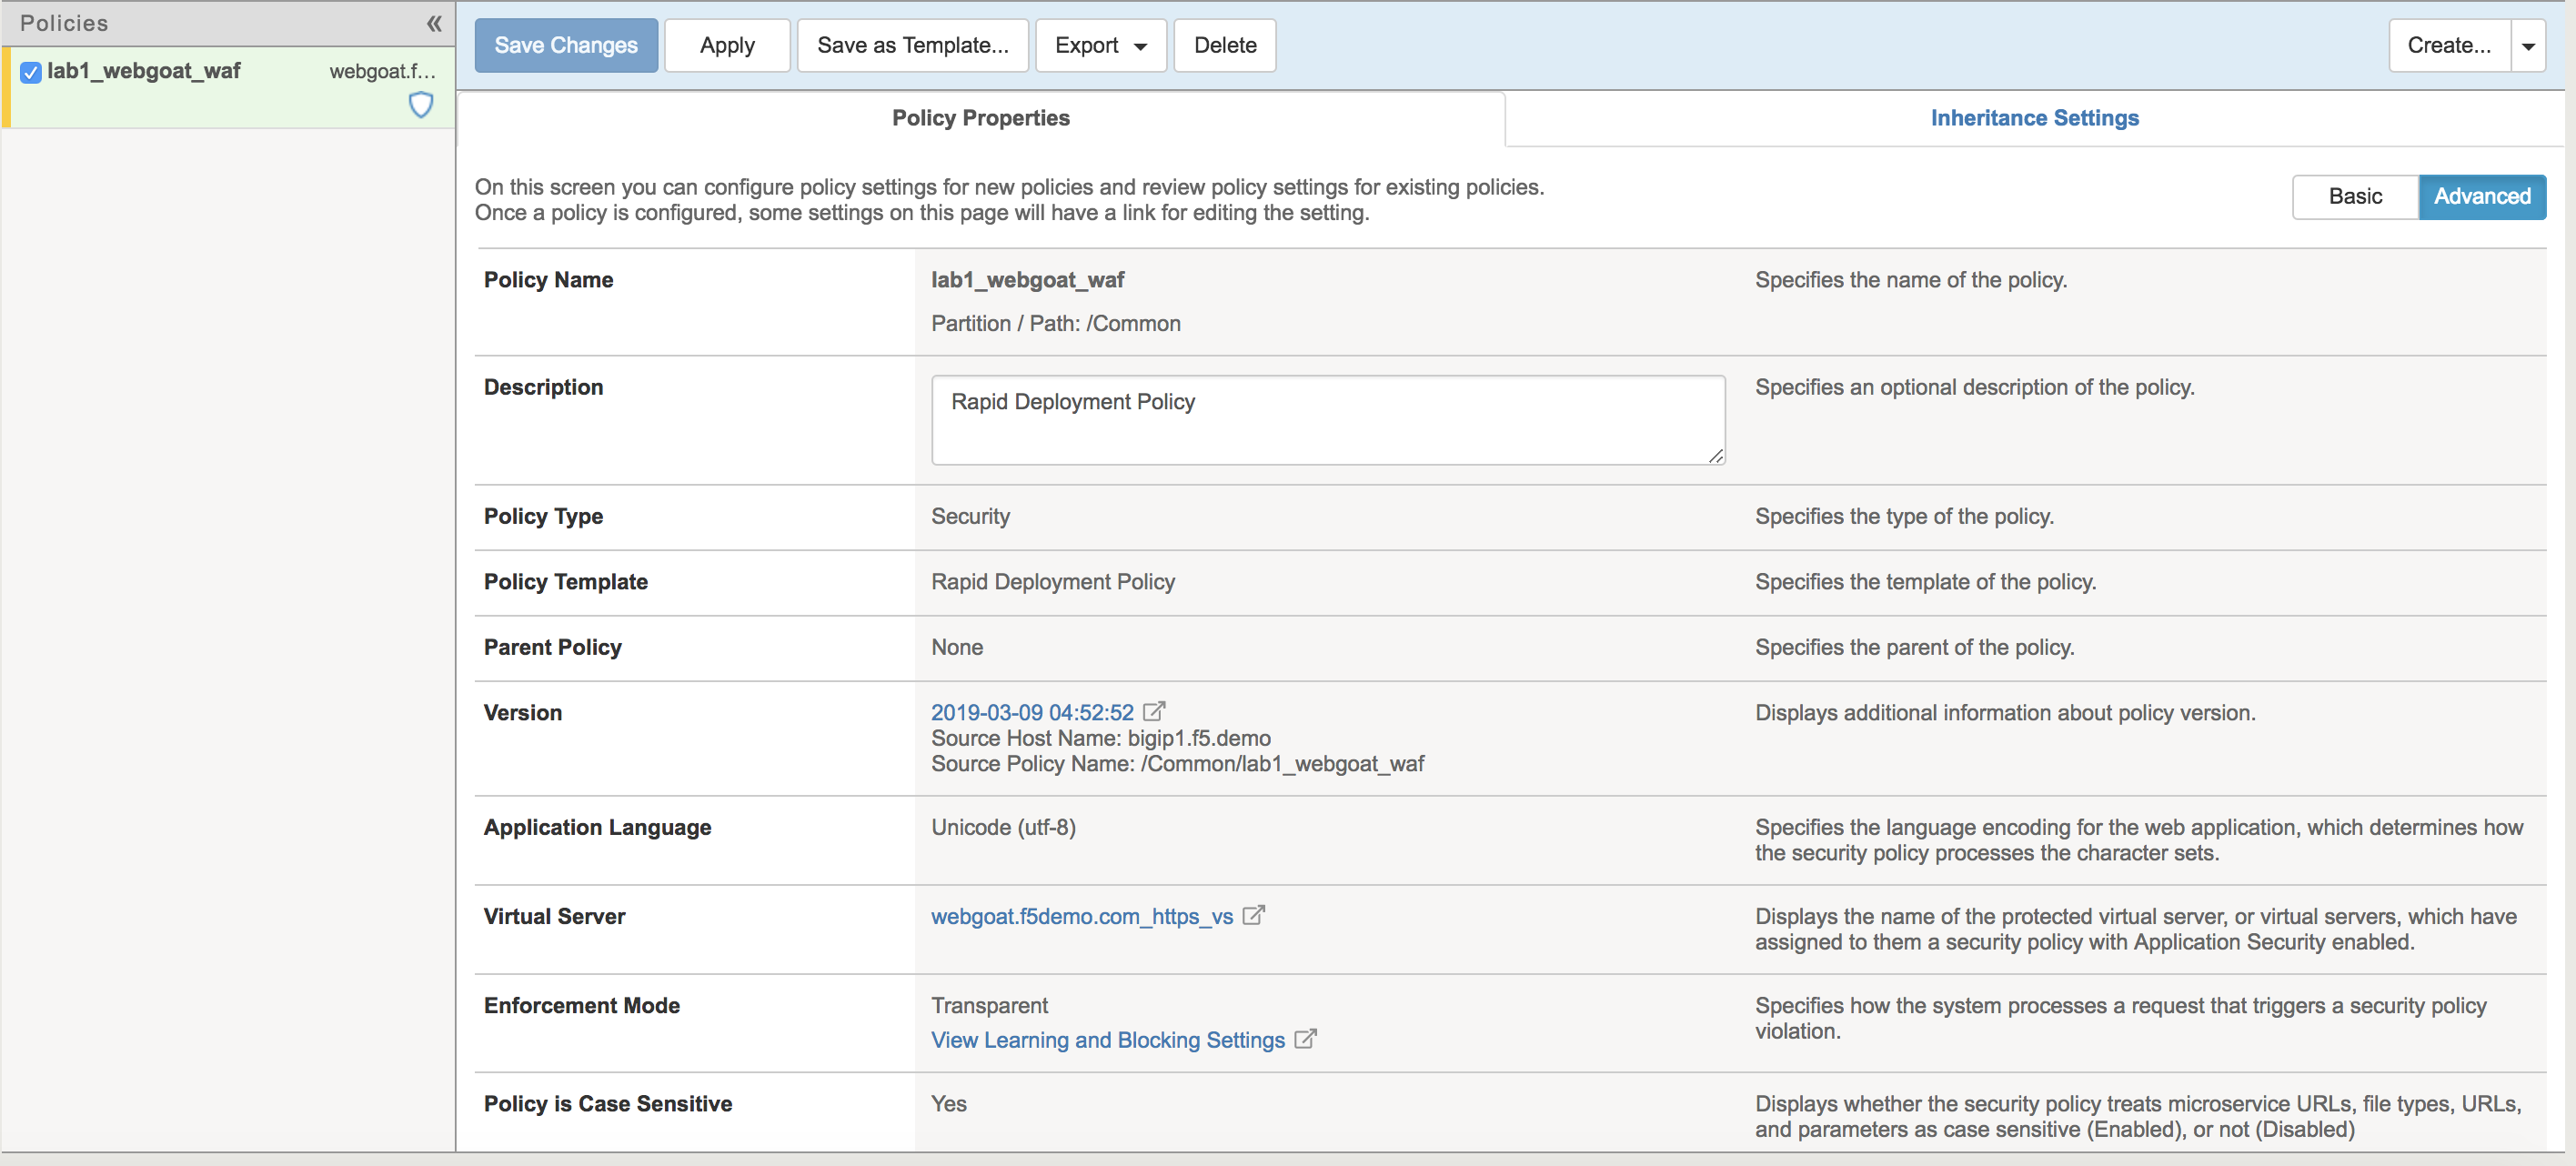 Policies
lab1_webgoat_waf webgoat.f...
Save Changes Apply Save as Template... Export Delete Create...
Policy Properties Inheritance Settings
On this screen you can configure policy settings for new policies and review policy settings for existing policies.
Once a policy is configured, some settings on this page will have a link for editing the setting.
Basic Advanced
Policy Name lab1_webgoat_waf Specifies the name of the policy.
Partition / Path: /Common
Description Rapid Deployment Policy Specifies an optional description of the policy.
Policy Type Security Specifies the type of the policy.
Policy Template Rapid Deployment Policy Specifies the template of the policy.
Parent Policy None Specifies the parent of the policy.
Version 2019-03-09 04:52:52 Displays additional information about policy version.
Source Host Name: bigip1.f5.demo
Source Policy Name: /Common/lab1_webgoat_waf
Application Language Unicode (utf-8) Specifies the language encoding for the web application, which determines how
the security policy processes the character sets.
Virtual Server webgoat.f5demo.com_https_vs Displays the name of the protected virtual server, or virtual servers, which have
assigned to them a security policy with Application Security enabled.
Enforcement Mode Transparent Specifies how the system processes a request that triggers a security policy
violation.
View Learning and Blocking Settings
Policy is Case Sensitive Yes Displays whether the security policy treats microservice URLs, file types, URLs,
and parameters as case sensitive (Enabled), or not (Disabled)